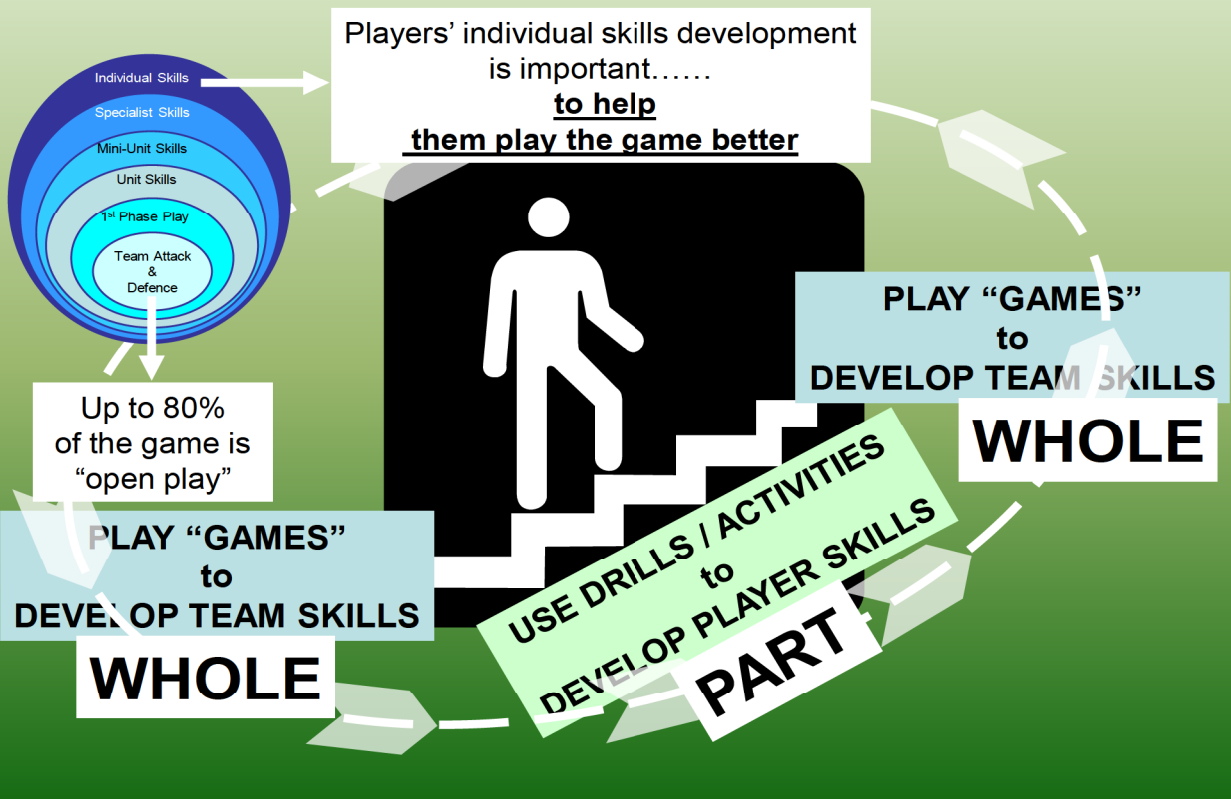 Players’ individual skills development
is important……
to help
them play the game better
Individual Skills
Specialist Skills
Mini-Unit Skills
Unit Skills
1st Phase Play
Team Attack
&
Defence
Up to 80%
of the game is
“open play”
PLAY “GAMES”
to
DEVELOP TEAM SKILLS
WHOLE
USE DRILLS / ACTIVITIES
to
DEVELOP PLAYER SKILLS
PART
PLAY “GAMES”
to
DEVELOP TEAM SKILLS
WHOLE